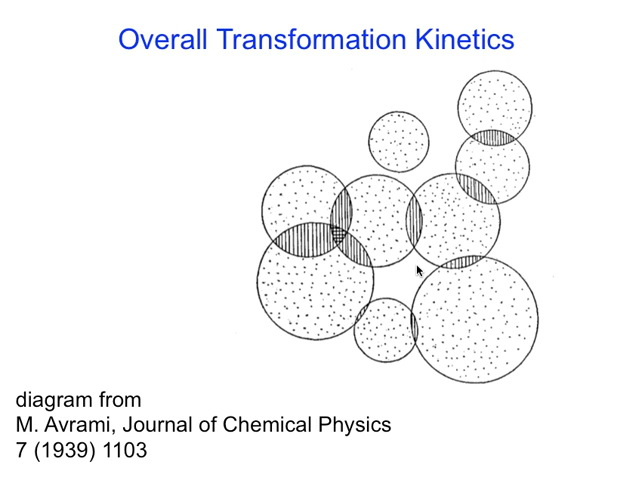 Overall Transformation Kinetics
diagram from
M. Avrami, Journal of Chemical Physics
7 (1939) 1103